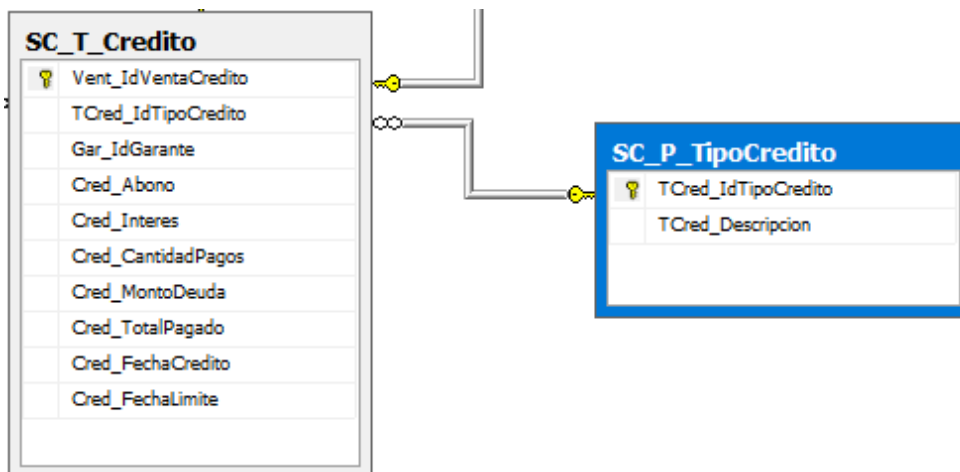 SC_T_Credito
Vent_IdVentaCredito
TCred_IdTipoCredito
Gar_IdGarante
Cred_Abono
Cred_Interes
Cred_CantidadPagos
Cred_MontoDeuda
Cred_TotalPagado
Cred_FechaCredito
Cred_FechaLimite
SC_P_TipoCredito
TCred_IdTipoCredito
TCred_Descripcion